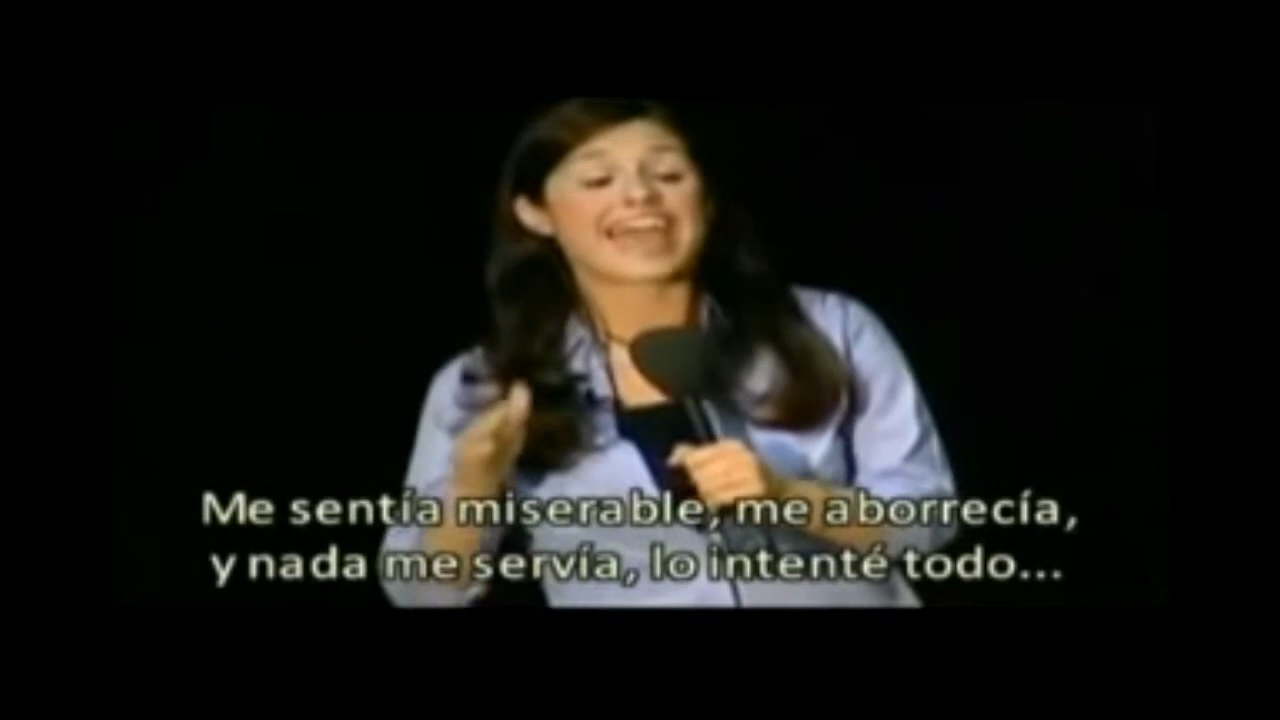 Me sentía miserable, me aborrecía,
y nada me servía, lo intenté todo...